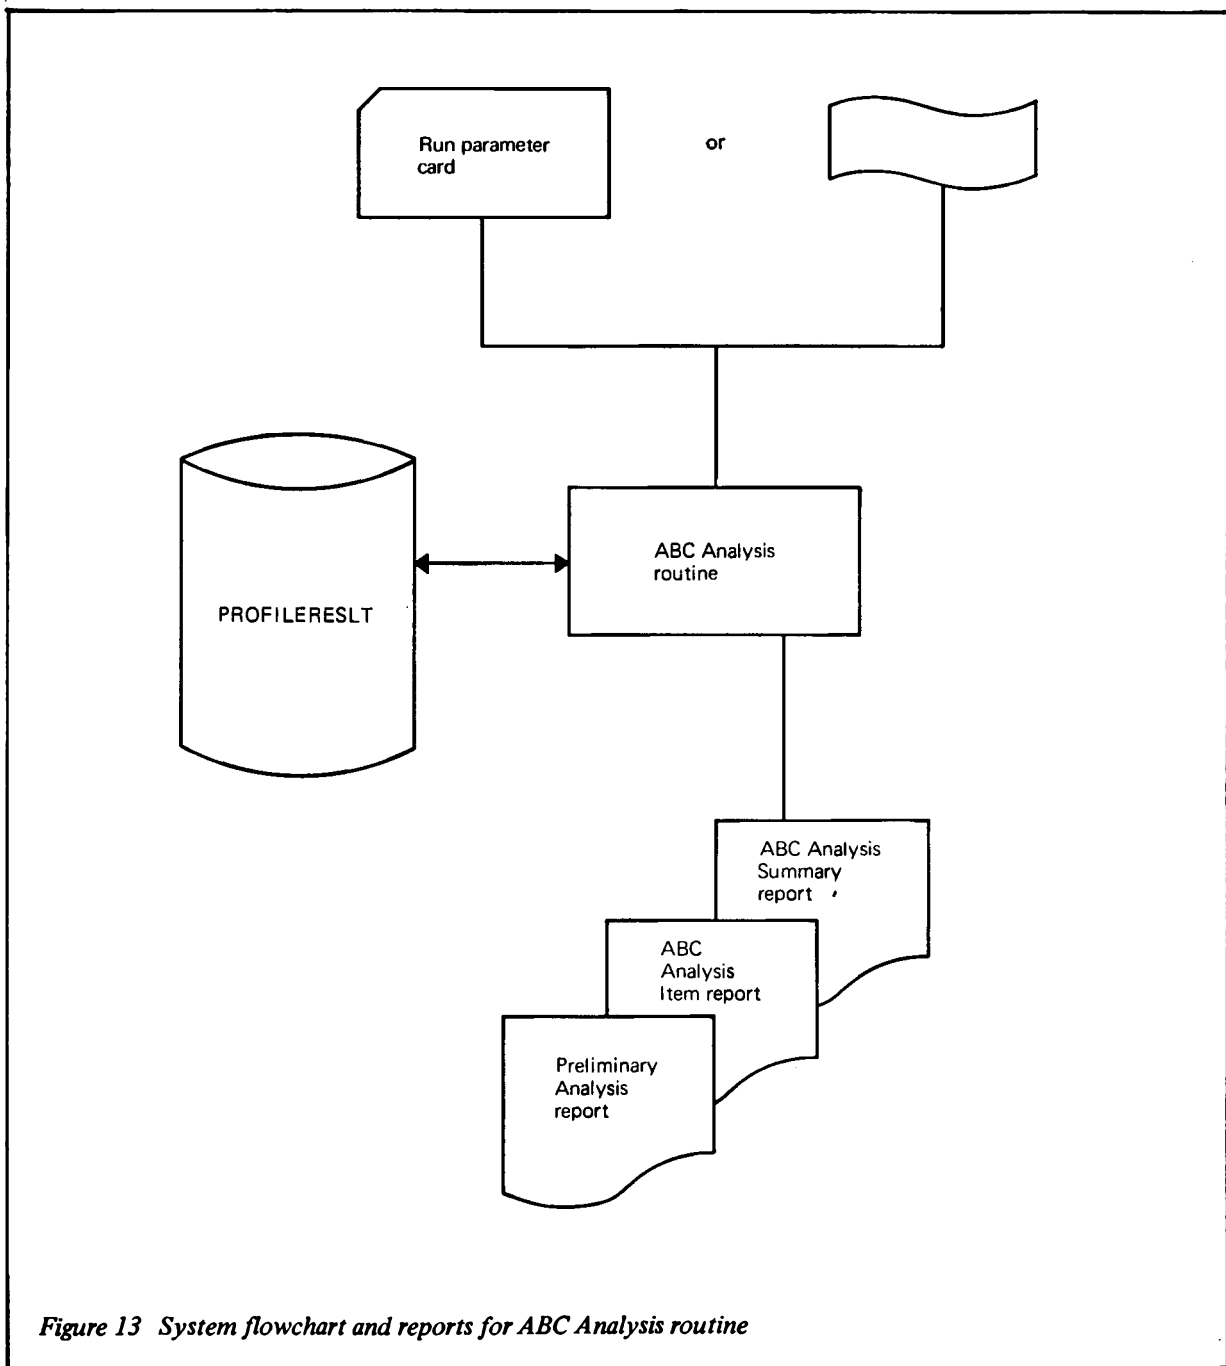 Run parameter
card
or
ABC Analysis
routine
PROFILERESLT
ABC Analysis
Summary
report
ABC
Analysis
Item report
Preliminary
Analysis
report
Figure 13 System flowchart and reports for ABC Analysis routine